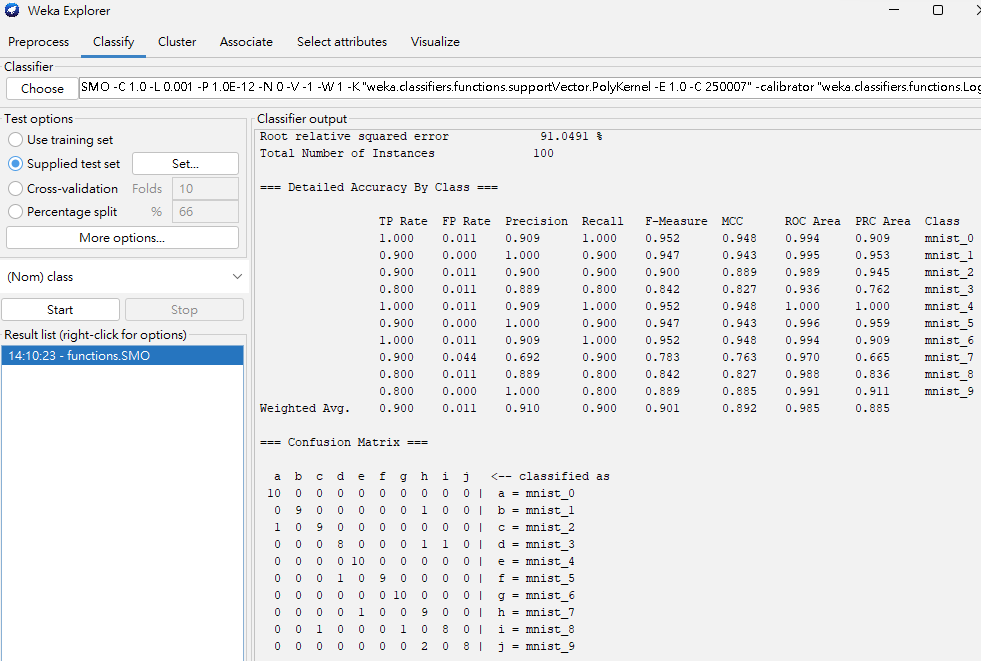 Weka Explorer
Preprocess Classify Cluster Associate Select attributes Visualize
Classifier
Choose SMO -C 1.0 -L 0.001 -P 1.0E-12 -N 0 -V -1 -W 1 -K "weka.classifiers.functions.supportVector.PolyKernel -E 1.0 -C 250007" -calibrator "weka.classifiers.functions.Log
Test options
Use training set
Supplied test set Set...
Cross-validation Folds 10
Percentage split % 66
More options...
(Nom) class
Start Stop
Result list (right-click for options)
14:10:23 - functions.SMO
Classifier output
Root relative squared error 91.0491 %
Total Number of Instances 100
=== Detailed Accuracy By Class ===
TP Rate FP Rate Precision Recall F-Measure MCC ROC Area PRC Area Class
1.000 0.011 0.909 1.000 0.952 0.948 0.994 0.909 mnist_0
0.900 0.000 1.000 0.900 0.947 0.943 0.995 0.953 mnist_1
0.900 0.011 0.900 0.900 0.900 0.889 0.989 0.945 mnist_2
0.800 0.011 0.889 0.800 0.842 0.827 0.936 0.762 mnist_3
1.000 0.011 0.909 1.000 0.952 0.948 1.000 1.000 mnist_4
0.900 0.000 1.000 0.900 0.947 0.943 0.996 0.959 mnist_5
1.000 0.011 0.909 1.000 0.952 0.948 0.994 0.909 mnist_6
0.900 0.044 0.692 0.900 0.783 0.763 0.970 0.665 mnist_7
0.800 0.011 0.889 0.800 0.842 0.827 0.988 0.836 mnist_8
0.800 0.000 1.000 0.800 0.889 0.885 0.991 0.911 mnist_9
Weighted Avg. 0.900 0.011 0.910 0.900 0.901 0.892 0.985 0.885
=== Confusion Matrix ===
a b c d e f g h i j <-- classified as
10 0 0 0 0 0 0 0 0 0 | a = mnist_0
0 9 0 0 0 0 0 1 0 0 | b = mnist_1
1 0 9 0 0 0 0 0 0 0 | c = mnist_2
0 0 0 8 0 0 0 1 1 0 | d = mnist_3
0 0 0 0 10 0 0 0 0 0 | e = mnist_4
0 0 0 1 0 9 0 0 0 0 | f = mnist_5
0 0 0 0 0 0 10 0 0 0 | g = mnist_6
0 0 0 0 1 0 0 9 0 0 | h = mnist_7
0 0 1 0 0 0 1 0 8 0 | i = mnist_8
0 0 0 0 0 0 0 2 0 8 | j = mnist_9